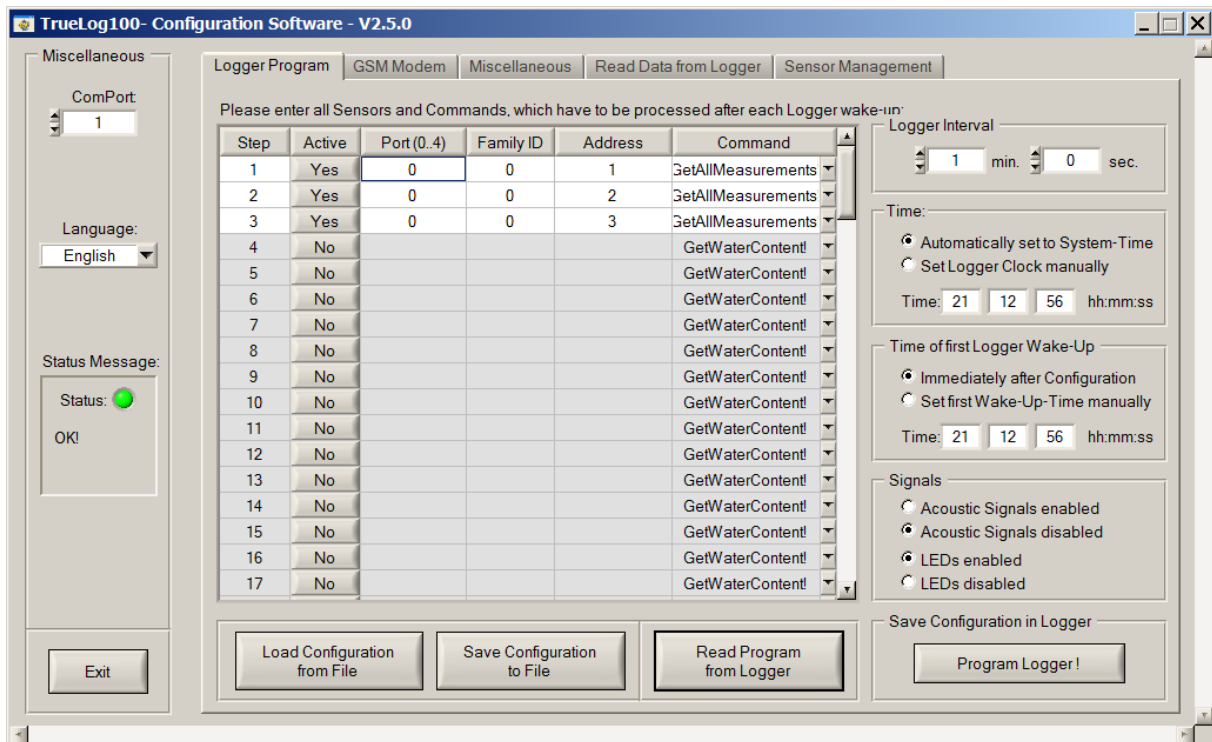 TrueLog100- Configuration Software - V2.5.0
Miscellaneous
ComPort:
1
Language:
English
Status Message:
Status:
OK!
Exit
Logger Program GSM Modem Miscellaneous Read Data from Logger Sensor Management
Please enter all Sensors and Commands, which have to be processed after each Logger wake-up:
Step Active Port (0..4) Family ID Address Command
1 Yes 0 0 1 GetAllMeasurements
2 Yes 0 0 2 GetAllMeasurements
3 Yes 0 0 3 GetAllMeasurements
4 No GetWaterContent!
5 No GetWaterContent!
6 No GetWaterContent!
7 No GetWaterContent!
8 No GetWaterContent!
9 No GetWaterContent!
10 No GetWaterContent!
11 No GetWaterContent!
12 No GetWaterContent!
13 No GetWaterContent!
14 No GetWaterContent!
15 No GetWaterContent!
16 No GetWaterContent!
17 No GetWaterContent!
Load Configuration
from File
Save Configuration
to File
Read Program
from Logger
Logger Interval
1 min. 0 sec.
Time:
Automatically set to System-Time
Set Logger Clock manually
Time: 21 12 56 hh:mm:ss
Time of first Logger Wake-Up
Immediately after Configuration
Set first Wake-Up-Time manually
Time: 21 12 56 hh:mm:ss
Signals
Acoustic Signals enabled
Acoustic Signals disabled
LEDs enabled
LEDs disabled
Save Configuration in Logger
Program Logger !